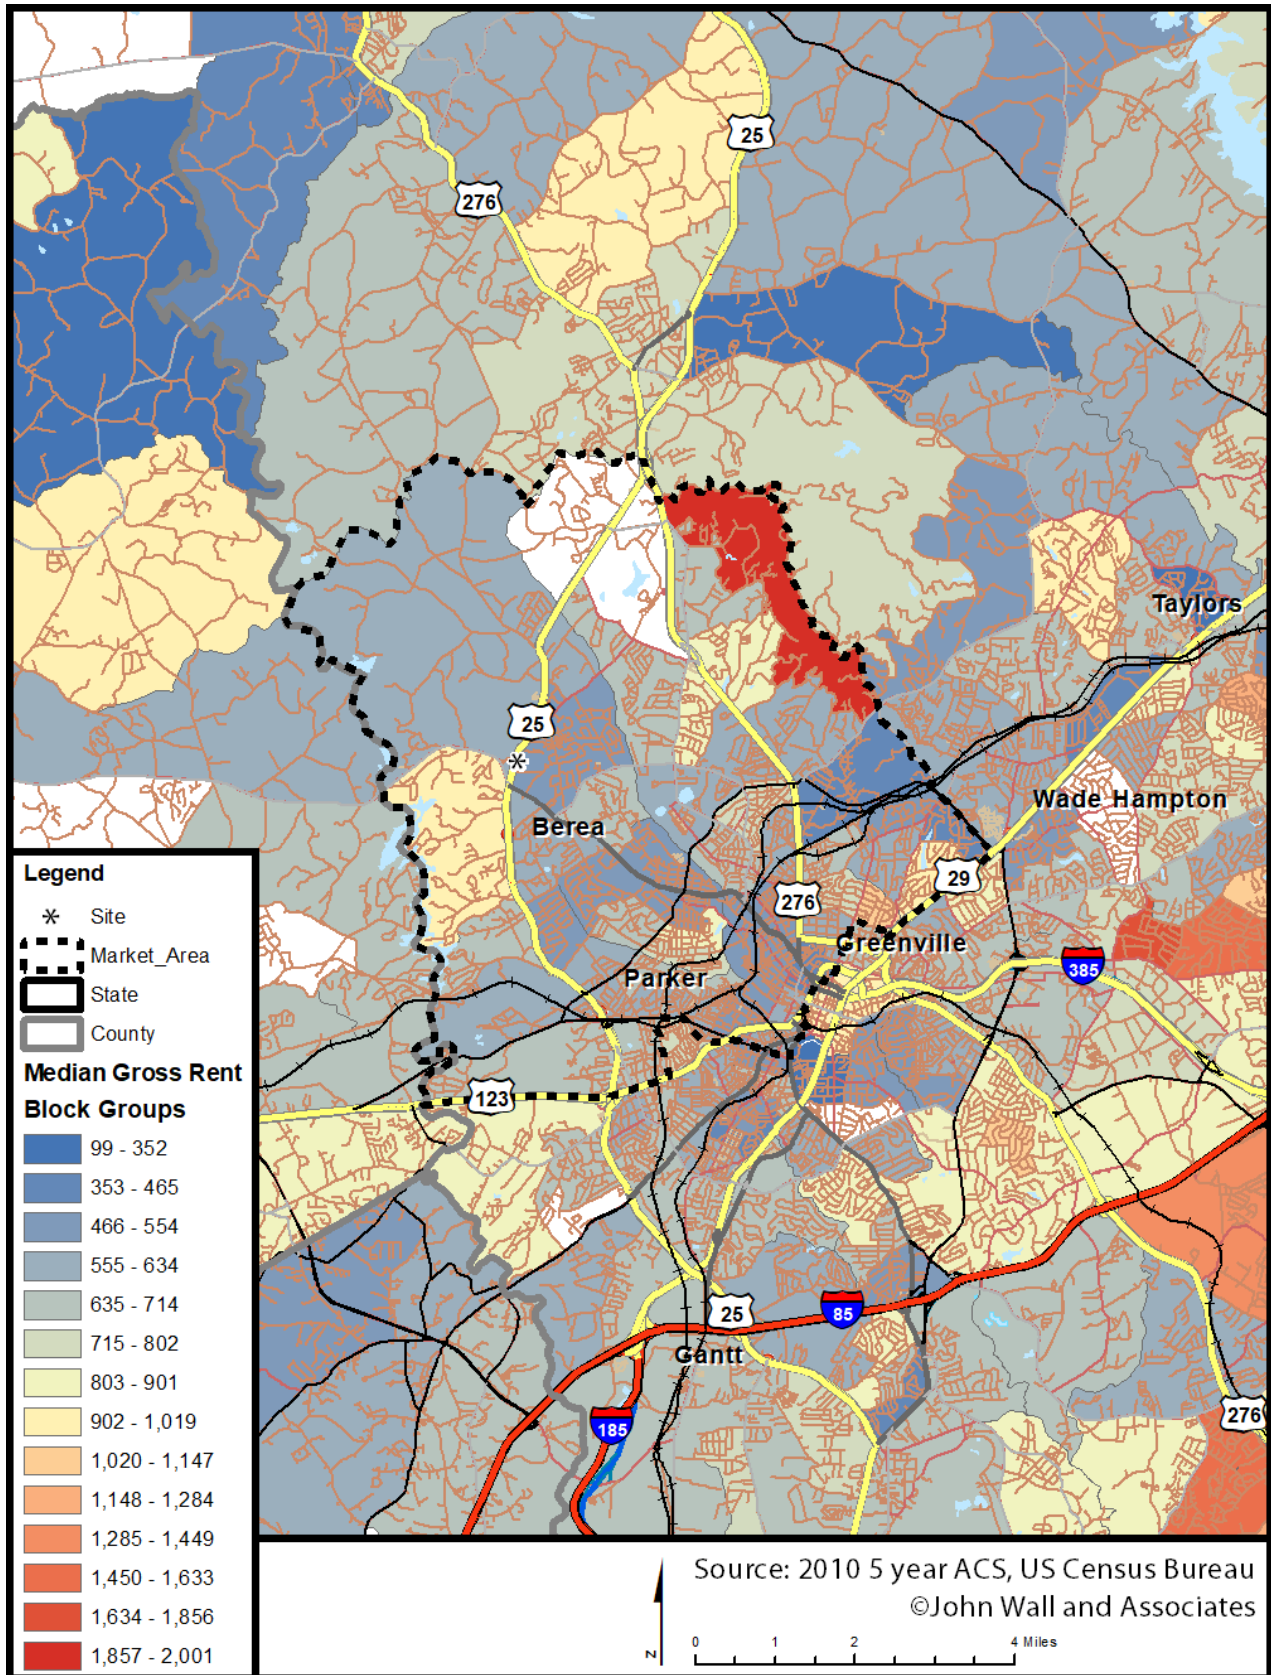 25
276
Taylors
25
Wade Hampton
Berea
29
276
Greenville
385
Parker
123
25
85
Gantt
276
185
Legend
Site
Market_Area
State
County
Median Gross Rent
Block Groups
99 - 352
353 - 465
466 - 554
555 - 634
635 - 714
715 - 802
803 - 901
902 - 1,019
1,020 - 1,147
1,148 - 1,284
1,285 - 1,449
1,450 - 1,633
1,634 - 1,856
1,857 - 2,001
Source: 2010 5 year ACS, US Census Bureau
©John Wall and Associates
N
0 1 2 4 Miles